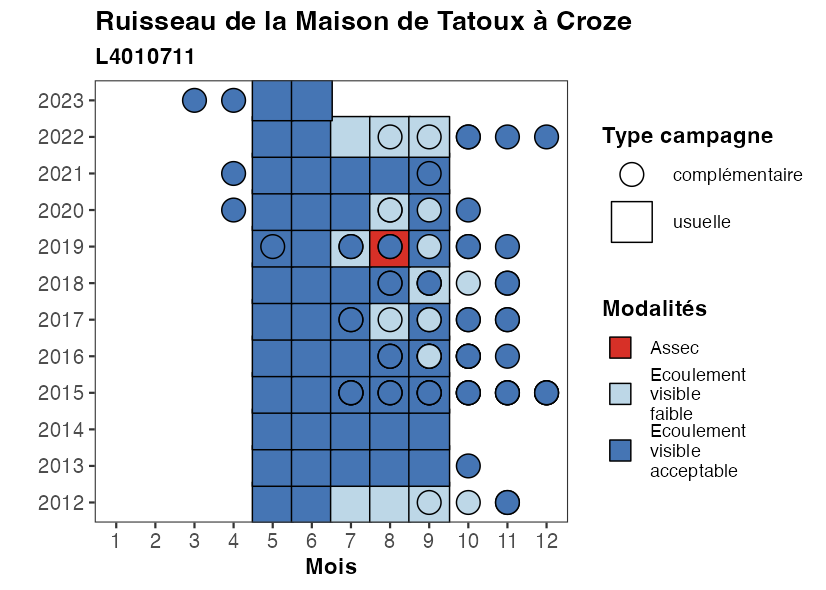 Ruisseau de la Maison de Tatoux à Croze
L4010711
2023
2022
2021
2020
2019
2018
2017
2016
2015
2014
2013
2012
1 2 3 4 5 6 7 8 9 10 11 12
Mois
Type campagne
complémentaire
usuelle
Modalités
Assec
Ecoulement
visible
faible
Ecoulement
visible
acceptable